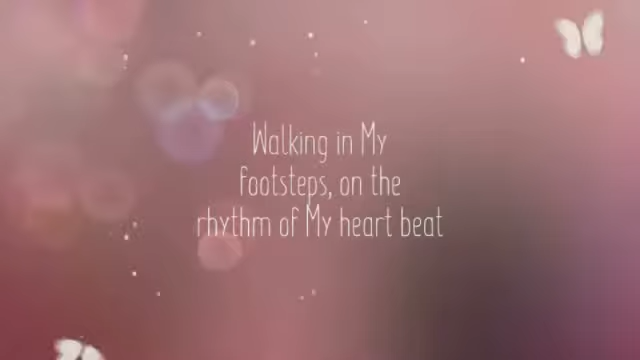 Walking in My
footsteps, on the
rhythm of My heart beat